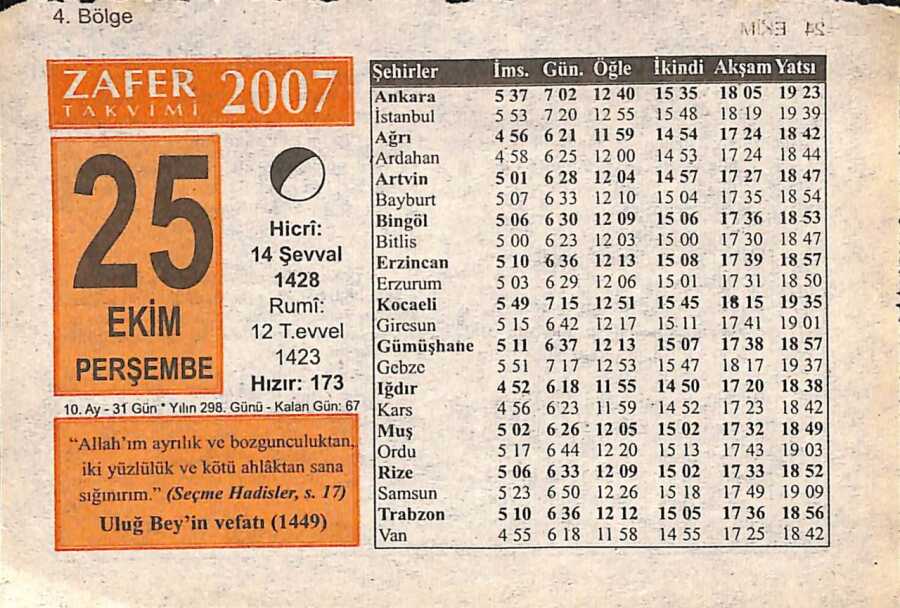 4. Bölge
24 EKİM
ZAFER
TAKVİMİ
2007
25
EKİM
PERŞEMBE
Hicrî:
14 Şevval
1428
Rumî:
12 T.evvel
1423
Hızır: 173
10. Ay - 31 Gün * Yılın 298. Günü - Kalan Gün: 67
“Allah’ım ayrılık ve bozgunculuktan,
iki yüzlülük ve kötü ahlâktan sana
sığınırım.” (Seçme Hadisler, s. 17)
Uluğ Bey’in vefatı (1449)
Şehirler İms. Gün. Öğle İkindi Akşam Yatsı
Ankara 5 37 7 02 12 40 15 35 18 05 19 23
İstanbul 5 53 7 20 12 55 15 48 18 19 19 39
Ağrı 4 56 6 21 11 59 14 54 17 24 18 42
Ardahan 4 58 6 25 12 00 14 53 17 24 18 44
Artvin 5 01 6 28 12 04 14 57 17 27 18 47
Bayburt 5 07 6 33 12 10 15 04 17 35 18 54
Bingöl 5 06 6 30 12 09 15 06 17 36 18 53
Bitlis 5 00 6 23 12 03 15 00 17 30 18 47
Erzincan 5 10 6 36 12 13 15 08 17 39 18 57
Erzurum 5 03 6 29 12 06 15 01 17 31 18 50
Kocaeli 5 49 7 15 12 51 15 45 18 15 19 35
Giresun 5 15 6 42 12 17 15 11 17 41 19 01
Gümüşhane 5 11 6 37 12 13 15 07 17 38 18 57
Gebze 5 51 7 17 12 53 15 47 18 17 19 37
Iğdır 4 52 6 18 11 55 14 50 17 20 18 38
Kars 4 56 6 23 11 59 14 52 17 23 18 42
Muş 5 02 6 26 12 05 15 02 17 32 18 49
Ordu 5 17 6 44 12 20 15 13 17 43 19 03
Rize 5 06 6 33 12 09 15 02 17 33 18 52
Samsun 5 23 6 50 12 26 15 18 17 49 19 09
Trabzon 5 10 6 36 12 12 15 05 17 36 18 56
Van 4 55 6 18 11 58 14 55 17 25 18 42